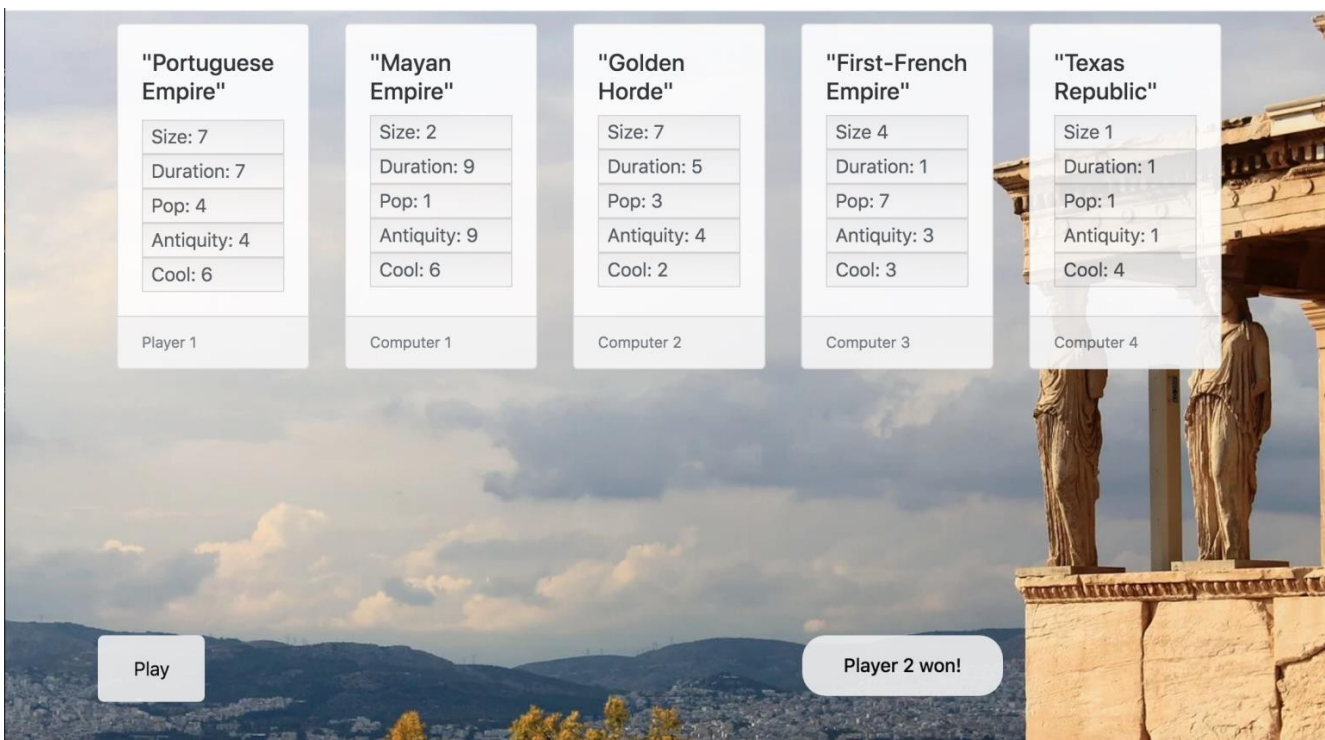 "Portuguese
Empire"
Size: 7
Duration: 7
Pop: 4
Antiquity: 4
Cool: 6
Player 1
"Mayan
Empire"
Size: 2
Duration: 9
Pop: 1
Antiquity: 9
Cool: 6
Computer 1
"Golden
Horde"
Size: 7
Duration: 5
Pop: 3
Antiquity: 4
Cool: 2
Computer 2
"First-French
Empire"
Size 4
Duration: 1
Pop: 7
Antiquity: 3
Cool: 3
Computer 3
"Texas
Republic"
Size 1
Duration: 1
Pop: 1
Antiquity: 1
Cool: 4
Computer 4
Play
Player 2 won!